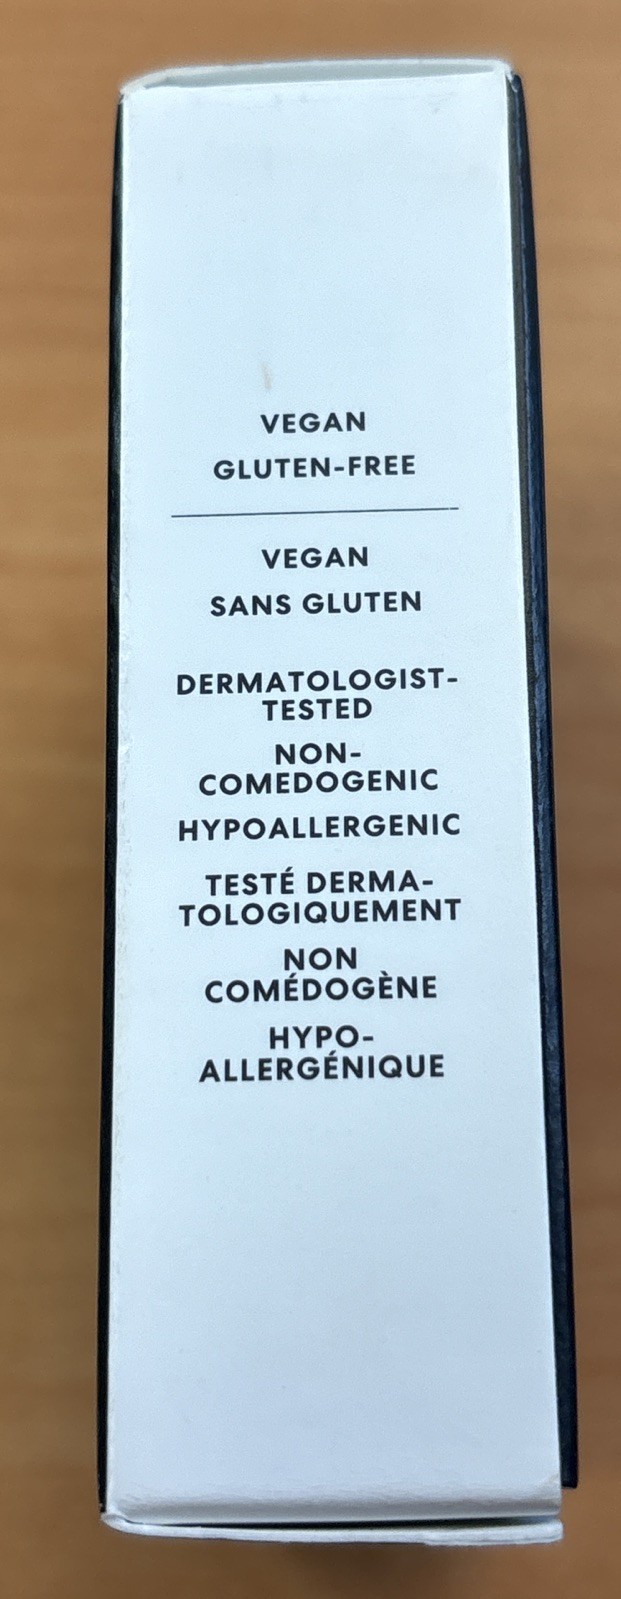 VEGAN
GLUTEN-FREE
VEGAN
SANS GLUTEN
DERMATOLOGIST-
TESTED
NON-
COMEDOGENIC
HYPOALLERGENIC
TESTÉ DERMA-
TOLOGIQUEMENT
NON
COMÉDOGÈNE
HYPO-
ALLERGÉNIQUE